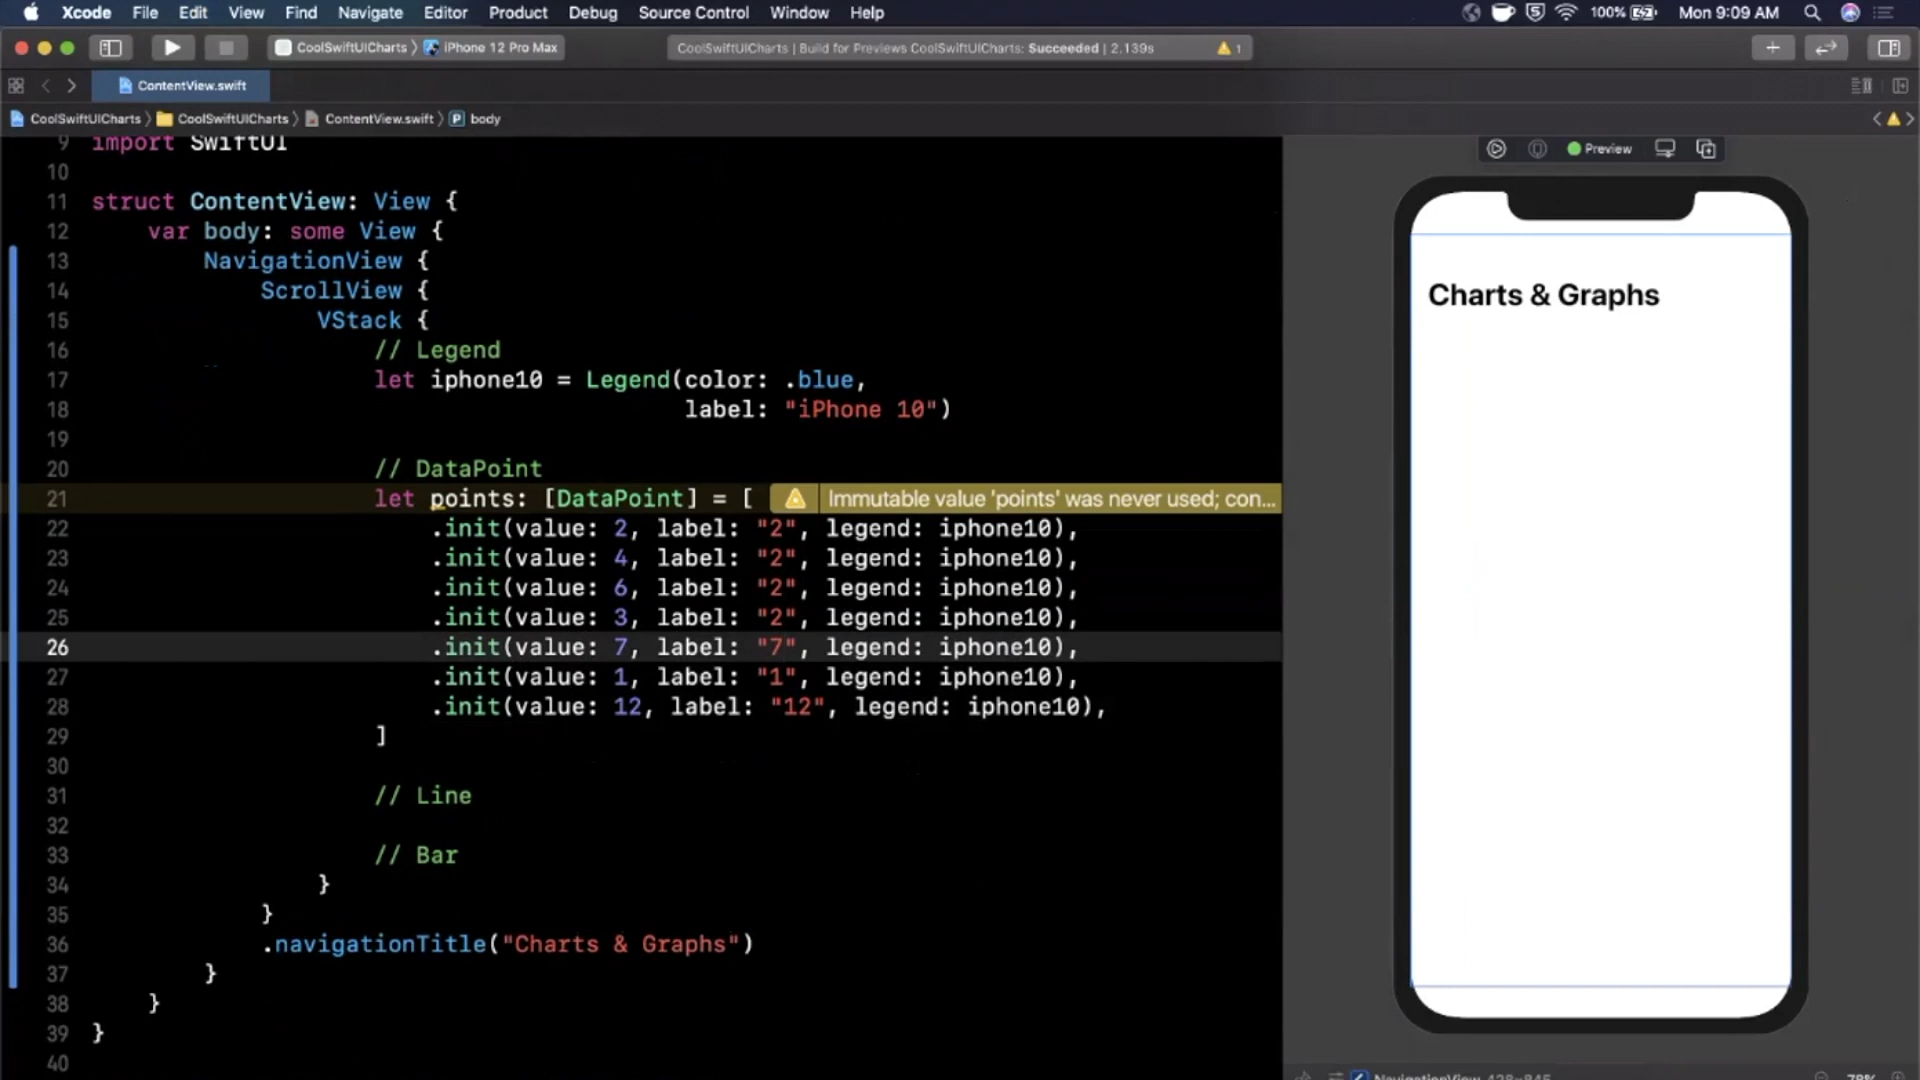 Xcode File Edit View Find Navigate Editor Product Debug Source Control Window Help 100% Mon 9:09 AM
CoolSwiftUICharts 〉 iPhone 12 Pro Max CoolSwiftUICharts | Build for Previews CoolSwiftUICharts: Succeeded | 2.139s 1
ContentView.swift
CoolSwiftUICharts 〉 CoolSwiftUICharts 〉 ContentView.swift 〉 P body
9 import SwiftUI
10
11 struct ContentView: View {
12 var body: some View {
13 NavigationView {
14 ScrollView {
15 VStack {
16 // Legend
17 let iphone10 = Legend(color: .blue,
18 label: "iPhone 10")
19
20 // DataPoint
21 let points: [DataPoint] = [ Immutable value 'points' was never used; con...
22 .init(value: 2, label: "2", legend: iphone10),
23 .init(value: 4, label: "2", legend: iphone10),
24 .init(value: 6, label: "2", legend: iphone10),
25 .init(value: 3, label: "2", legend: iphone10),
26 .init(value: 7, label: "7", legend: iphone10),
27 .init(value: 1, label: "1", legend: iphone10),
28 .init(value: 12, label: "12", legend: iphone10),
29 ]
30
31 // Line
32
33 // Bar
34 }
35 }
36 .navigationTitle("Charts & Graphs")
37 }
38 }
39 }
40
Preview
Charts & Graphs
NavigationView 428×845
78%